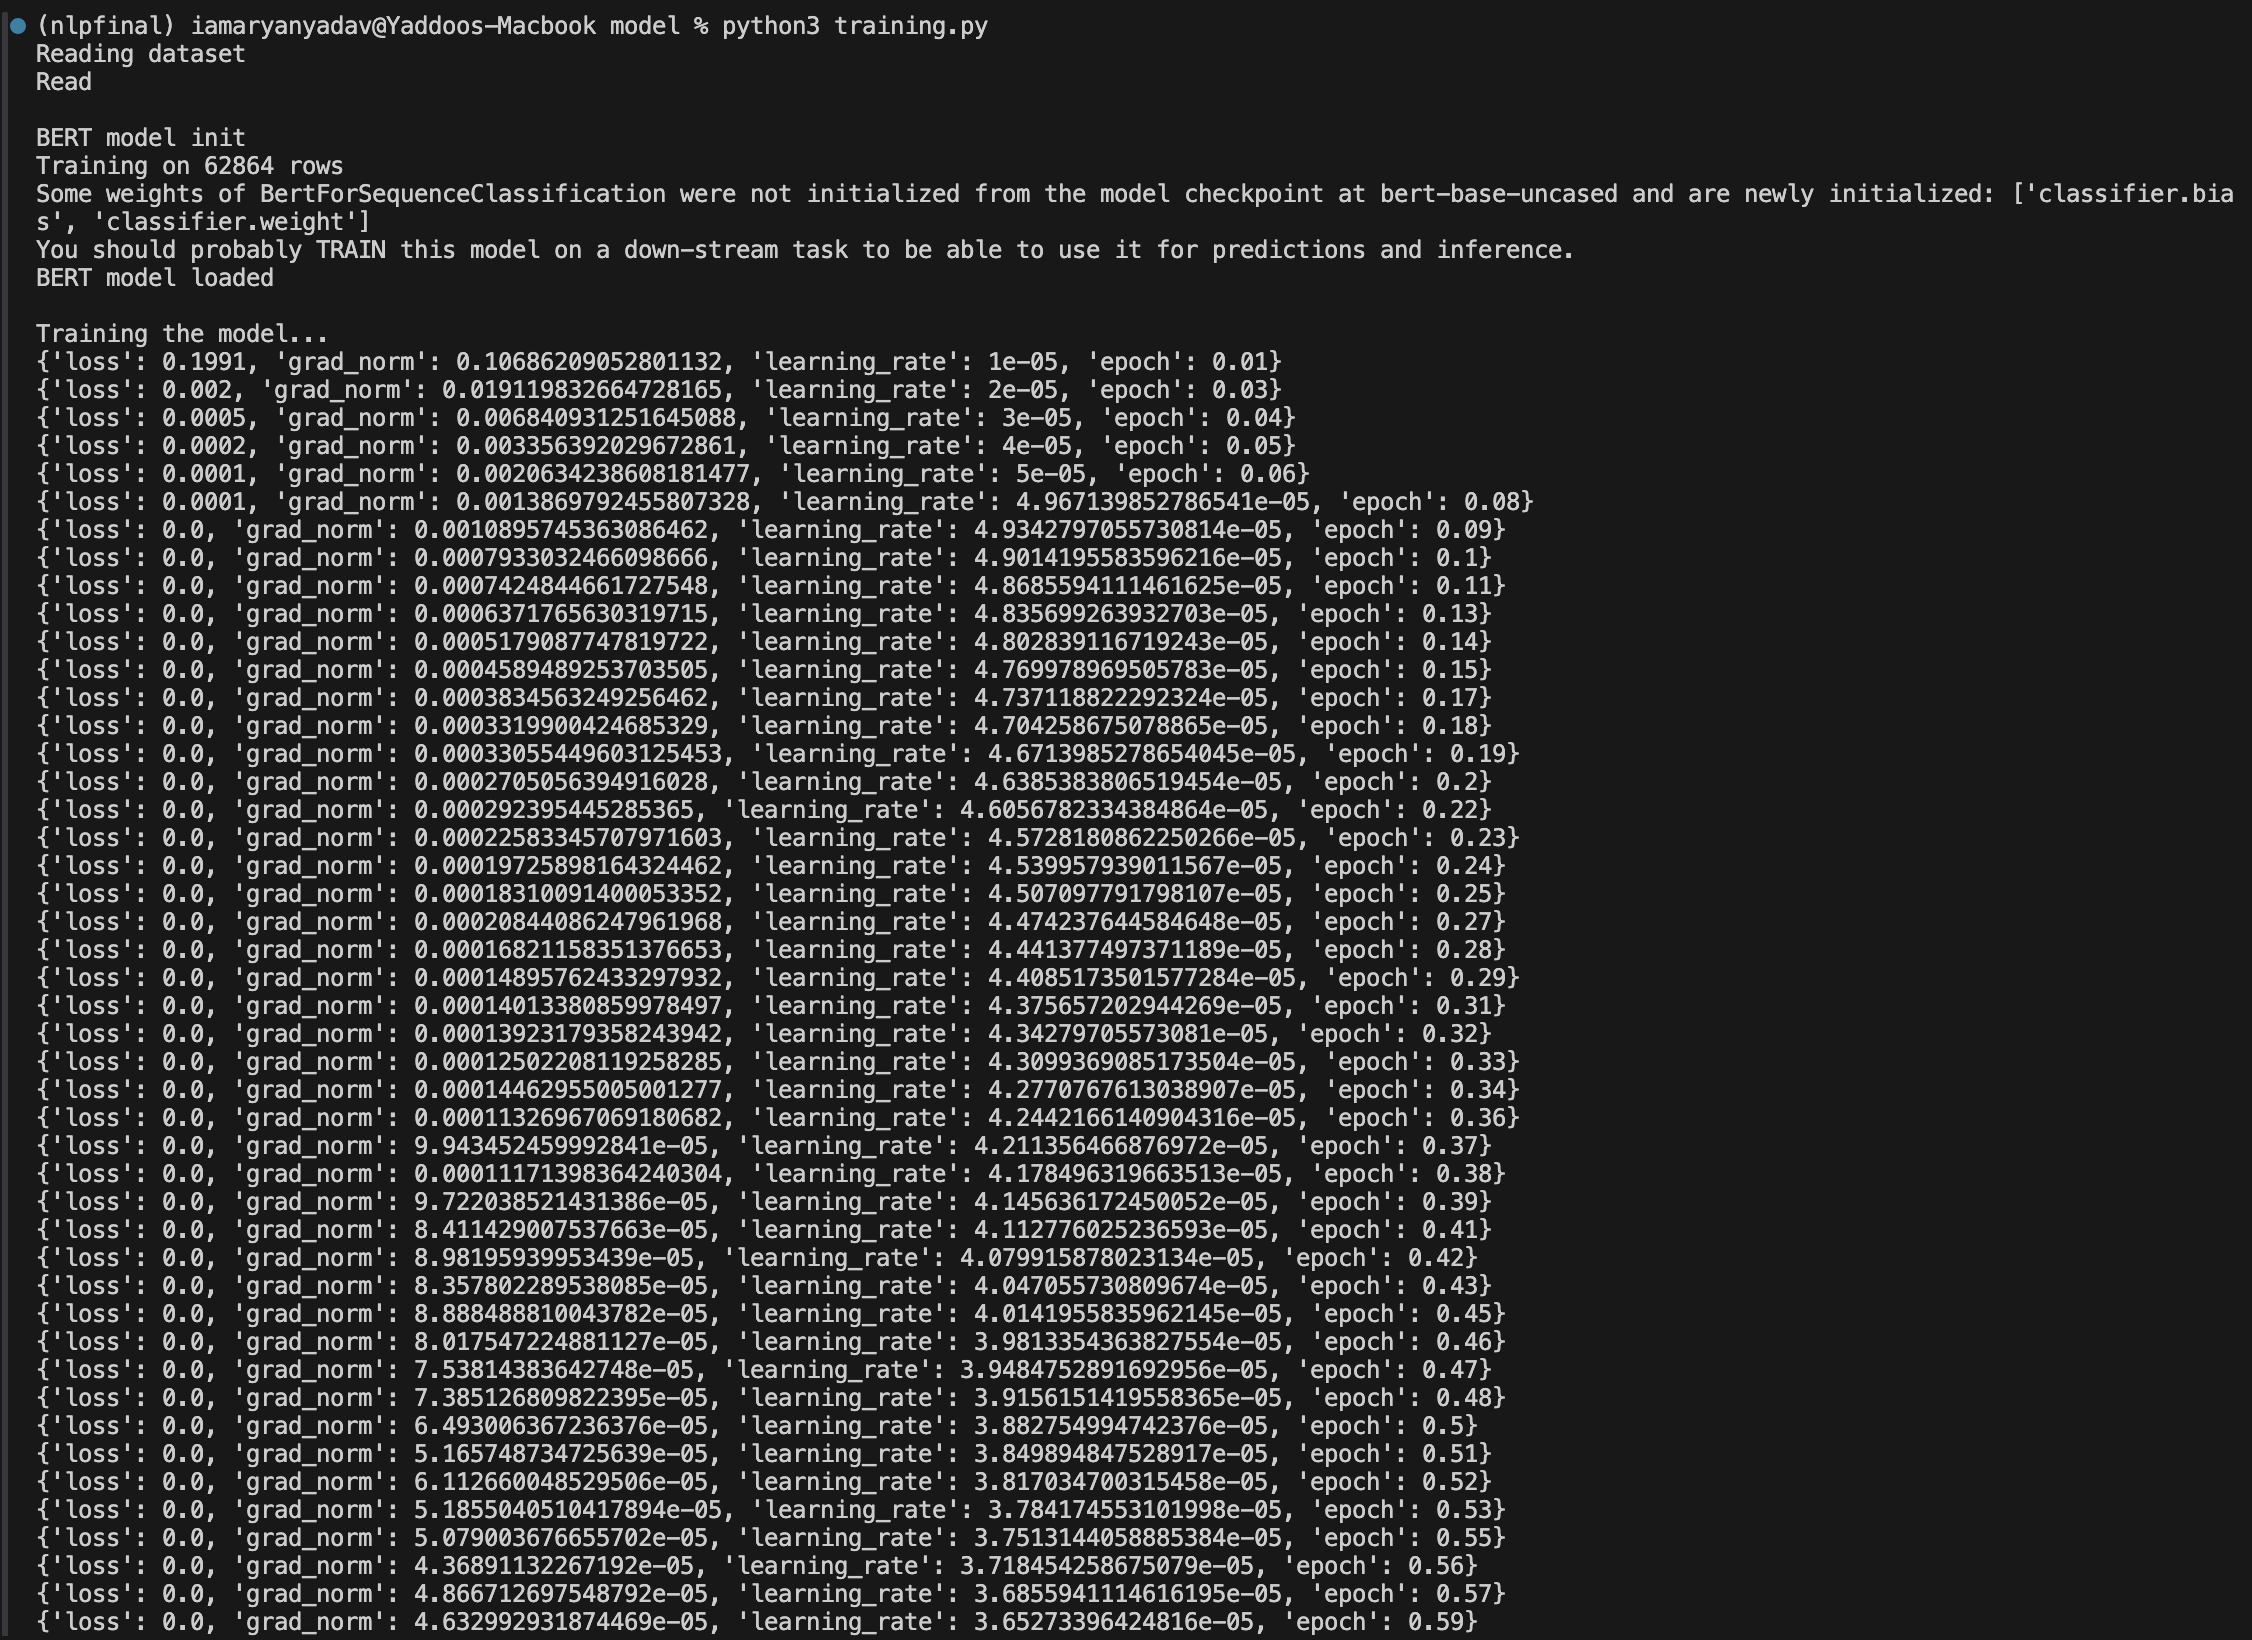 (nlpfinal) iamaryanyadav@Yaddoos-Macbook model % python3 training.py
Reading dataset
Read
BERT model init
Training on 62864 rows
Some weights of BertForSequenceClassification were not initialized from the model checkpoint at bert-base-uncased and are newly initialized: ['classifier.bia
s', 'classifier.weight']
You should probably TRAIN this model on a down-stream task to be able to use it for predictions and inference.
BERT model loaded
Training the model...
{'loss': 0.1991, 'grad_norm': 0.10686209052801132, 'learning_rate': 1e-05, 'epoch': 0.01}
{'loss': 0.002, 'grad_norm': 0.019119832664728165, 'learning_rate': 2e-05, 'epoch': 0.03}
{'loss': 0.0005, 'grad_norm': 0.006840931251645088, 'learning_rate': 3e-05, 'epoch': 0.04}
{'loss': 0.0002, 'grad_norm': 0.003356392029672861, 'learning_rate': 4e-05, 'epoch': 0.05}
{'loss': 0.0001, 'grad_norm': 0.0020634238608181477, 'learning_rate': 5e-05, 'epoch': 0.06}
{'loss': 0.0001, 'grad_norm': 0.0013869792455807328, 'learning_rate': 4.967139852786541e-05, 'epoch': 0.08}
{'loss': 0.0, 'grad_norm': 0.0010895745363086462, 'learning_rate': 4.9342797055730814e-05, 'epoch': 0.09}
{'loss': 0.0, 'grad_norm': 0.0007933032466098666, 'learning_rate': 4.9014195583596216e-05, 'epoch': 0.1}
{'loss': 0.0, 'grad_norm': 0.0007424844661727548, 'learning_rate': 4.868559411146162​5e-05, 'epoch': 0.11}
{'loss': 0.0, 'grad_norm': 0.0006371765630319715, 'learning_rate': 4.835699263932703e-05, 'epoch': 0.13}
{'loss': 0.0, 'grad_norm': 0.0005179087747819722, 'learning_rate': 4.802839116719243e-05, 'epoch': 0.14}
{'loss': 0.0, 'grad_norm': 0.0004589489253703505, 'learning_rate': 4.769978969505783e-05, 'epoch': 0.15}
{'loss': 0.0, 'grad_norm': 0.0003834563249256462, 'learning_rate': 4.737118822292324e-05, 'epoch': 0.17}
{'loss': 0.0, 'grad_norm': 0.0003319900424685329, 'learning_rate': 4.704258675078865e-05, 'epoch': 0.18}
{'loss': 0.0, 'grad_norm': 0.00033055449603125453, 'learning_rate': 4.6713985278654045e-05, 'epoch': 0.19}
{'loss': 0.0, 'grad_norm': 0.0002705056394916028, 'learning_rate': 4.6385383806519454e-05, 'epoch': 0.2}
{'loss': 0.0, 'grad_norm': 0.000292395445285365, 'learning_rate': 4.6056782334384864e-05, 'epoch': 0.22}
{'loss': 0.0, 'grad_norm': 0.00022583345707971603, 'learning_rate': 4.5728180862250266e-05, 'epoch': 0.23}
{'loss': 0.0, 'grad_norm': 0.00019725898164324462, 'learning_rate': 4.539957939011567e-05, 'epoch': 0.24}
{'loss': 0.0, 'grad_norm': 0.00018310091400053352, 'learning_rate': 4.507097791798107e-05, 'epoch': 0.25}
{'loss': 0.0, 'grad_norm': 0.00020844086247961968, 'learning_rate': 4.474237644584648e-05, 'epoch': 0.27}
{'loss': 0.0, 'grad_norm': 0.00016821158351376653, 'learning_rate': 4.441377497371189e-05, 'epoch': 0.28}
{'loss': 0.0, 'grad_norm': 0.00014895762433297932, 'learning_rate': 4.4085173501577284e-05, 'epoch': 0.29}
{'loss': 0.0, 'grad_norm': 0.00014013380859978497, 'learning_rate': 4.375657202944269e-05, 'epoch': 0.31}
{'loss': 0.0, 'grad_norm': 0.00013923179358243942, 'learning_rate': 4.34279705573081e-05, 'epoch': 0.32}
{'loss': 0.0, 'grad_norm': 0.00012502208119258285, 'learning_rate': 4.3099369085173504e-05, 'epoch': 0.33}
{'loss': 0.0, 'grad_norm': 0.00014462955005001277, 'learning_rate': 4.2770767613038907e-05, 'epoch': 0.34}
{'loss': 0.0, 'grad_norm': 0.00011326967069180682, 'learning_rate': 4.2442166140904316e-05, 'epoch': 0.36}
{'loss': 0.0, 'grad_norm': 9.943452459992841e-05, 'learning_rate': 4.211356466876972e-05, 'epoch': 0.37}
{'loss': 0.0, 'grad_norm': 0.00011171398364240304, 'learning_rate': 4.178496319663513e-05, 'epoch': 0.38}
{'loss': 0.0, 'grad_norm': 9.722038521431386e-05, 'learning_rate': 4.145636172450052e-05, 'epoch': 0.39}
{'loss': 0.0, 'grad_norm': 8.411429007537663e-05, 'learning_rate': 4.112776025236593e-05, 'epoch': 0.41}
{'loss': 0.0, 'grad_norm': 8.98195939953439e-05, 'learning_rate': 4.079915878023134e-05, 'epoch': 0.42}
{'loss': 0.0, 'grad_norm': 8.357802289538085e-05, 'learning_rate': 4.047055730809674e-05, 'epoch': 0.43}
{'loss': 0.0, 'grad_norm': 8.888488810043782e-05, 'learning_rate': 4.0141955835962145e-05, 'epoch': 0.45}
{'loss': 0.0, 'grad_norm': 8.017547224881127e-05, 'learning_rate': 3.9813354363827554e-05, 'epoch': 0.46}
{'loss': 0.0, 'grad_norm': 7.53814383642748e-05, 'learning_rate': 3.9484752891692956e-05, 'epoch': 0.47}
{'loss': 0.0, 'grad_norm': 7.385126809822395e-05, 'learning_rate': 3.9156151419558365e-05, 'epoch': 0.48}
{'loss': 0.0, 'grad_norm': 6.493006367236376e-05, 'learning_rate': 3.882754994742376e-05, 'epoch': 0.5}
{'loss': 0.0, 'grad_norm': 5.165748734725639e-05, 'learning_rate': 3.849894847528917e-05, 'epoch': 0.51}
{'loss': 0.0, 'grad_norm': 6.112660048529506e-05, 'learning_rate': 3.817034700315458e-05, 'epoch': 0.52}
{'loss': 0.0, 'grad_norm': 5.1855040510417894e-05, 'learning_rate': 3.784174553101998e-05, 'epoch': 0.53}
{'loss': 0.0, 'grad_norm': 5.079003676655702e-05, 'learning_rate': 3.7513144058885384e-05, 'epoch': 0.55}
{'loss': 0.0, 'grad_norm': 4.36891132267192e-05, 'learning_rate': 3.718454258675079e-05, 'epoch': 0.56}
{'loss': 0.0, 'grad_norm': 4.866712697548792e-05, 'learning_rate': 3.6855941114616195e-05, 'epoch': 0.57}
{'loss': 0.0, 'grad_norm': 4.632992931874469e-05, 'learning_rate': 3.65273396424816e-05, 'epoch': 0.59}